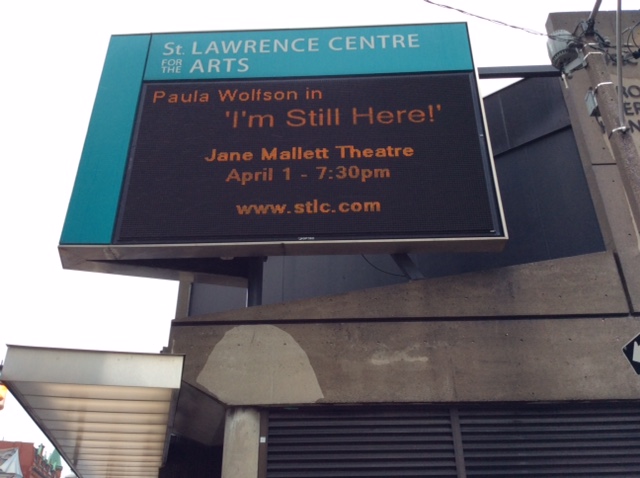 St. LAWRENCE CENTRE
FOR THE ARTS
Paula Wolfson in
'I'm Still Here!'
Jane Mallett Theatre
April 1 - 7:30pm
www.stlc.com